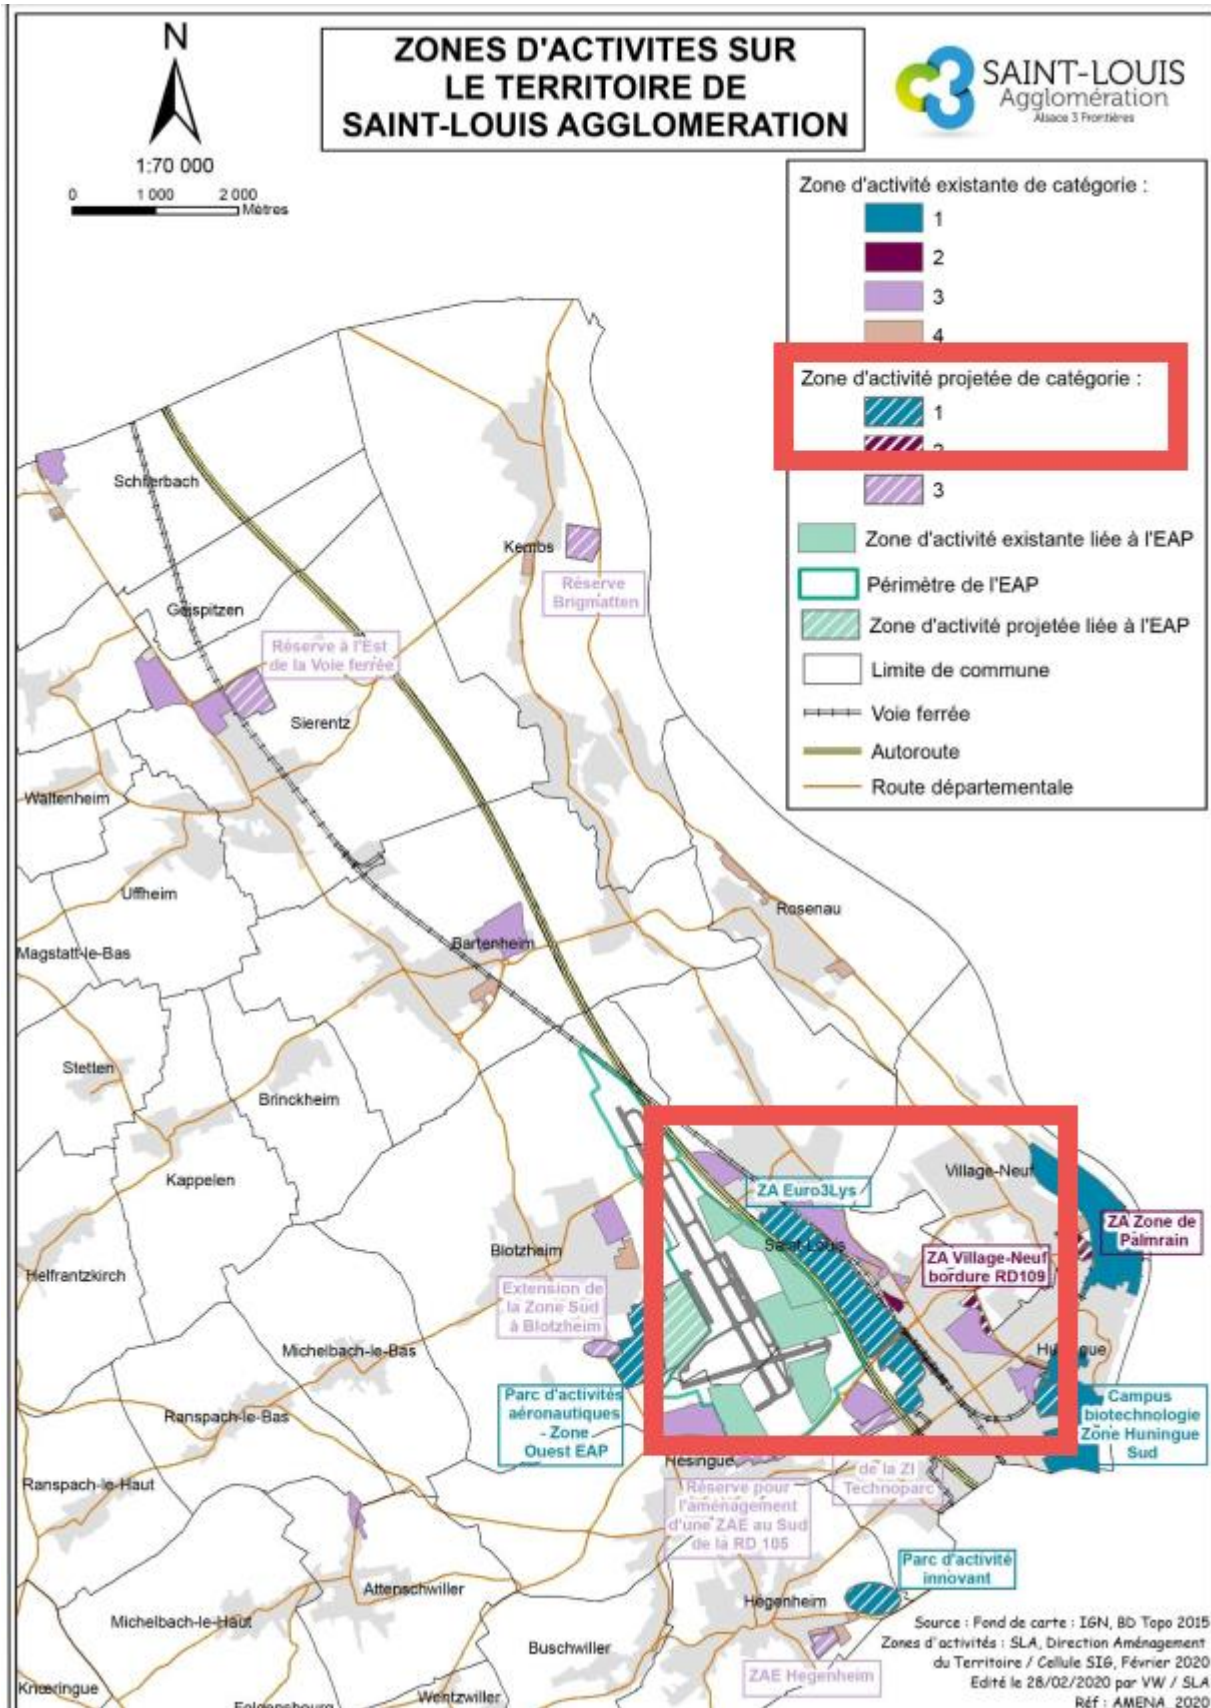 N
1:70 000
0 1 000 2 000
Mètres
ZONES D'ACTIVITES SUR
LE TERRITOIRE DE
SAINT-LOUIS AGGLOMERATION
SAINT-LOUIS
Agglomération
Alsace 3 Frontières
Zone d'activité existante de catégorie :
1
2
3
4
Zone d'activité projetée de catégorie :
1
2
3
Zone d'activité existante liée à l'EAP
Périmètre de l'EAP
Zone d'activité projetée liée à l'EAP
Limite de commune
Voie ferrée
Autoroute
Route départementale
Schlierbach
Kembs
Réserve
Brigmatten
Geispitzen
Réserve à l'Est
de la Voie ferrée
Sierentz
Waltenheim
Uffheim
Rosenau
Magstatt-le-Bas
Bartenheim
Stetten
Brinckheim
Kappelen
Village-Neuf
ZA Euro3Lys
ZA Zone de
Palmrain
Saint-Louis
Blotzheim
ZA Village-Neuf
bordure RD109
Helfrantzkirch
Extension de
la Zone Sud
à Blotzheim
Michelbach-le-Bas
Huningue
Parc d'activités
aéronautiques
- Zone
Ouest EAP
Campus
biotechnologie
Zone Huningue
Sud
Ranspach-le-Bas
Hésingue
de la ZI
Technoparc
Ranspach-le-Haut
Réserve pour
l'aménagement
d'une ZAE au Sud
de la RD 105
Parc d'activité
innovant
Attenschwiller
Hégenheim
Michelbach-le-Haut
Buschwiller
ZAE Hegenheim
Knœringue
Folgensbourg
Wentzwiller
Source : Fond de carte : IGN, BD Topo 2015
Zones d'activités : SLA, Direction Aménagement
du Territoire / Cellule SIG, Février 2020
Edité le 28/02/2020 par VW / SLA
Réf : AMENA_2020